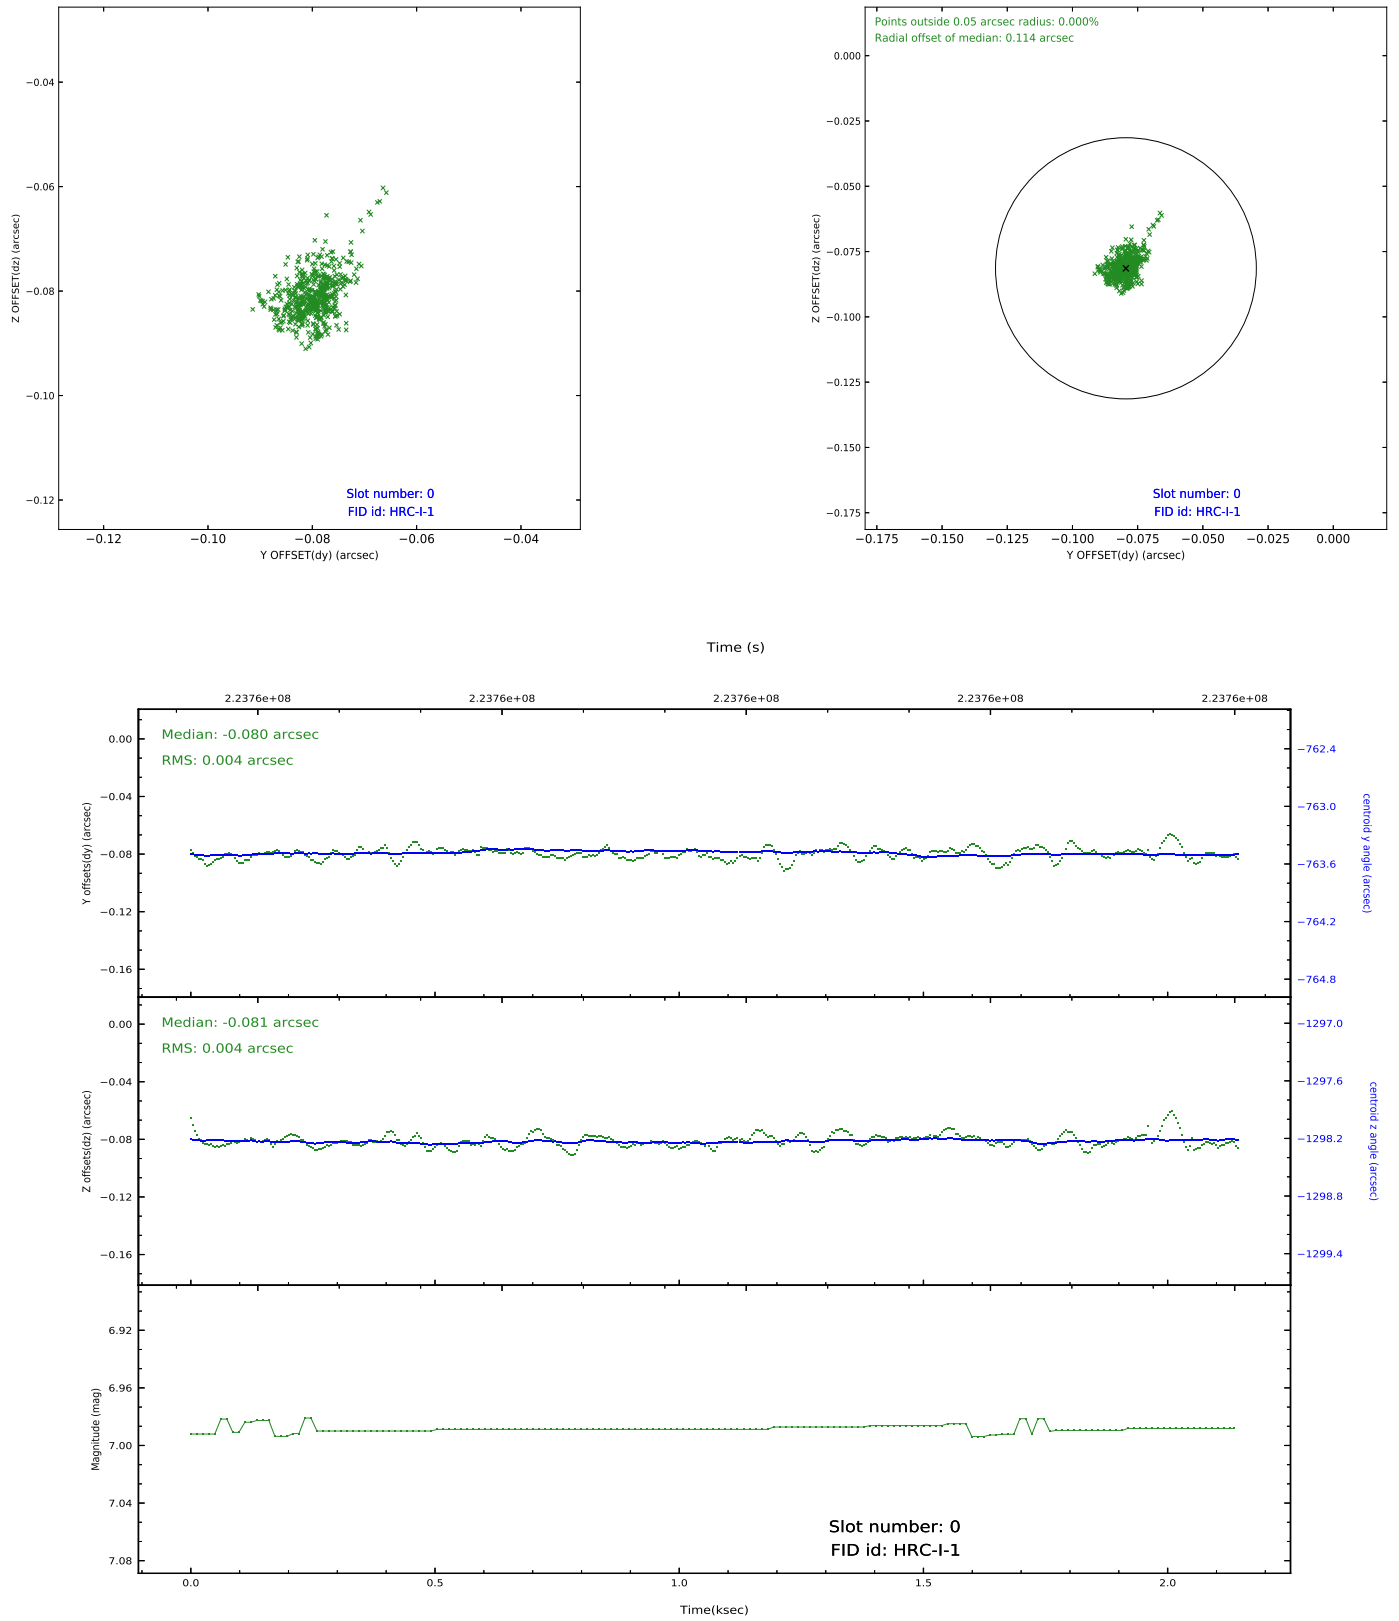 −0.04
−0.06
−0.08
−0.10
−0.12
Z OFFSET(dz) (arcsec)
Slot number: 0
FID id: HRC-I-1
−0.12 −0.10 −0.08 −0.06 −0.04
Y OFFSET(dy) (arcsec)
Points outside 0.05 arcsec radius: 0.000%
Radial offset of median: 0.114 arcsec
0.000
−0.025
−0.050
−0.075
−0.100
−0.125
−0.150
−0.175
Z OFFSET(dz) (arcsec)
Slot number: 0
FID id: HRC-I-1
−0.175 −0.150 −0.125 −0.100 −0.075 −0.050 −0.025 0.000
Y OFFSET(dy) (arcsec)
Time (s)
2.2376e+08 2.2376e+08 2.2376e+08 2.2376e+08 2.2376e+08
Median: -0.080 arcsec
RMS: 0.004 arcsec
0.00
−0.04
−0.08
−0.12
−0.16
Y offsets(dy) (arcsec)
−762.4
−763.0
−763.6
−764.2
−764.8
centroid y angle (arcsec)
Median: -0.081 arcsec
RMS: 0.004 arcsec
0.00
−0.04
−0.08
−0.12
−0.16
Z offsets(dz) (arcsec)
−1297.0
−1297.6
−1298.2
−1298.8
−1299.4
centroid z angle (arcsec)
6.92
6.96
7.00
7.04
7.08
Magnitude (mag)
Slot number: 0
FID id: HRC-I-1
0.0 0.5 1.0 1.5 2.0
Time(ksec)